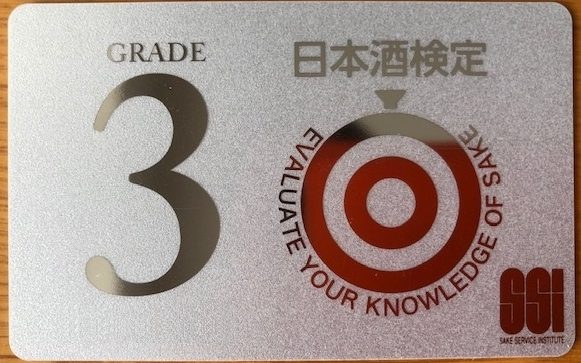 GRADE
3
日本酒検定
EVALUATE YOUR KNOWLEDGE OF SAKE
SSI
SAKE SERVICE INSTITUTE